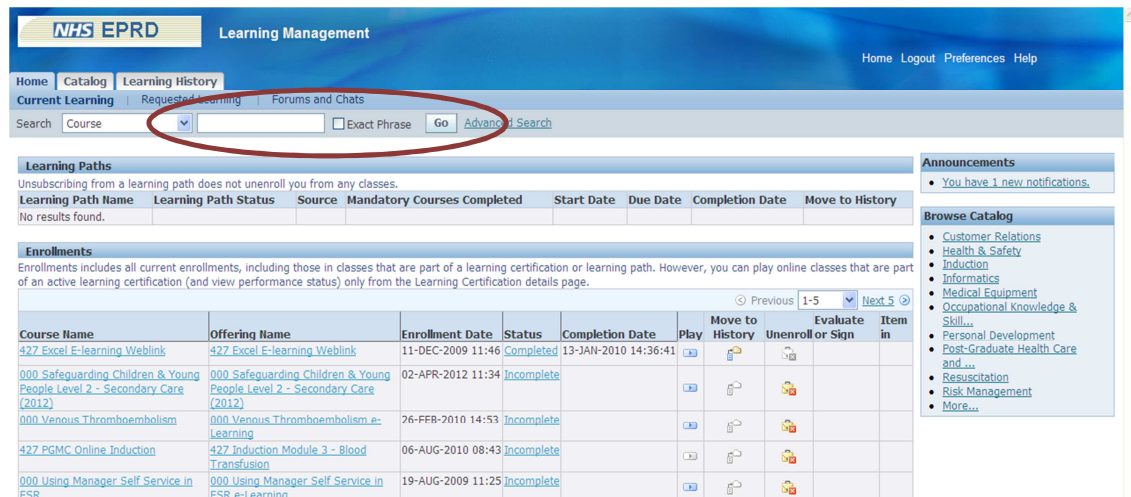 NHS EPRD
Learning Management
Home Logout Preferences Help
Home Catalog Learning History
Current Learning | Requested Learning | Forums and Chats
Search Course Exact Phrase Go Advanced Search
Learning Paths
Unsubscribing from a learning path does not unenroll you from any classes.
Learning Path Name Learning Path Status Source Mandatory Courses Completed Start Date Due Date Completion Date Move to History
No results found.
Enrollments
Enrollments includes all current enrollments, including those in classes that are part of a learning certification or learning path. However, you can play online classes that are part
of an active learning certification (and view performance status) only from the Learning Certification details page.
Previous 1-5 Next 5
Course Name Offering Name Enrollment Date Status Completion Date Play Move to History Unenroll Evaluate or Sign Item in
427 Excel E-learning Weblink 427 Excel E-learning Weblink 11-DEC-2009 11:46 Completed 13-JAN-2010 14:36:41
000 Safeguarding Children & Young 000 Safeguarding Children & Young 02-APR-2012 11:34 Incomplete
People Level 2 - Secondary Care People Level 2 - Secondary Care
(2012) (2012)
000 Venous Thromboembolism 000 Venous Thromboembolism e- 26-FEB-2010 14:53 Incomplete
Learning
427 PGMC Online Induction 427 Induction Module 3 - Blood 06-AUG-2010 08:43 Incomplete
Transfusion
000 Using Manager Self Service in 000 Using Manager Self Service in 19-AUG-2009 11:25 Incomplete
ESR ESR e-Learning
Announcements
You have 1 new notifications.
Browse Catalog
Customer Relations
Health & Safety
Induction
Informatics
Medical Equipment
Occupational Knowledge &
Skill...
Personal Development
Post-Graduate Health Care
and ...
Resuscitation
Risk Management
More...